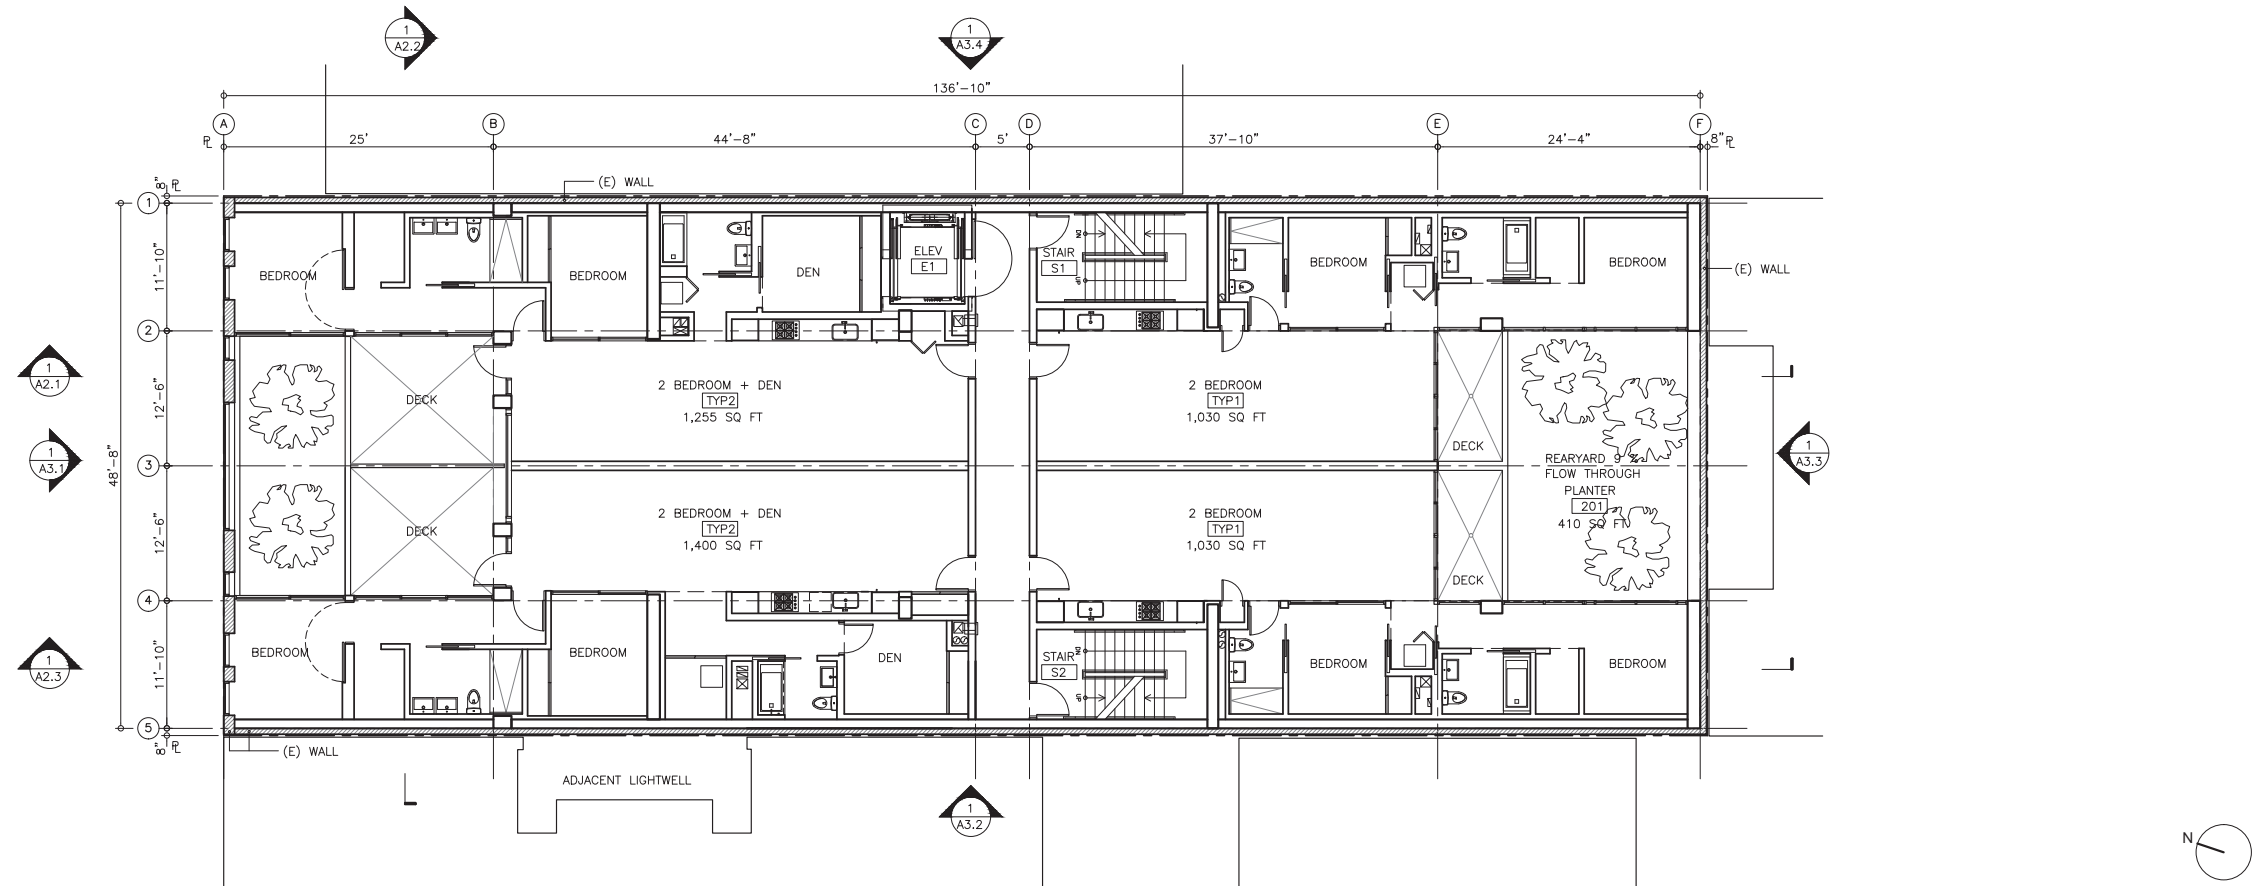 1
A2.2
1
A3.4
136'-10"
A
B
C
D
E
F
25'
44'-8"
5'
37'-10"
24'-4"
8"
8"
(E) WALL
1
11'-10"
BEDROOM
BEDROOM
DEN
ELEV
E1
STAIR
S1
DN
UP
BEDROOM
BEDROOM
(E) WALL
2
1
A2.1
12'-6"
DECK
2 BEDROOM + DEN
TYP2
1,255 SQ FT
2 BEDROOM
TYP1
1,030 SQ FT
DECK
1
A3.1
48'-8"
3
REARYARD 9
FLOW THROUGH
PLANTER
201
410 SQ FT
1
A3.3
12'-6"
DECK
2 BEDROOM + DEN
TYP2
1,400 SQ FT
2 BEDROOM
TYP1
1,030 SQ FT
DECK
4
1
A2.3
11'-10"
BEDROOM
BEDROOM
DEN
STAIR
S2
DN
UP
BEDROOM
BEDROOM
5
8"
(E) WALL
ADJACENT LIGHTWELL
1
A3.2
N